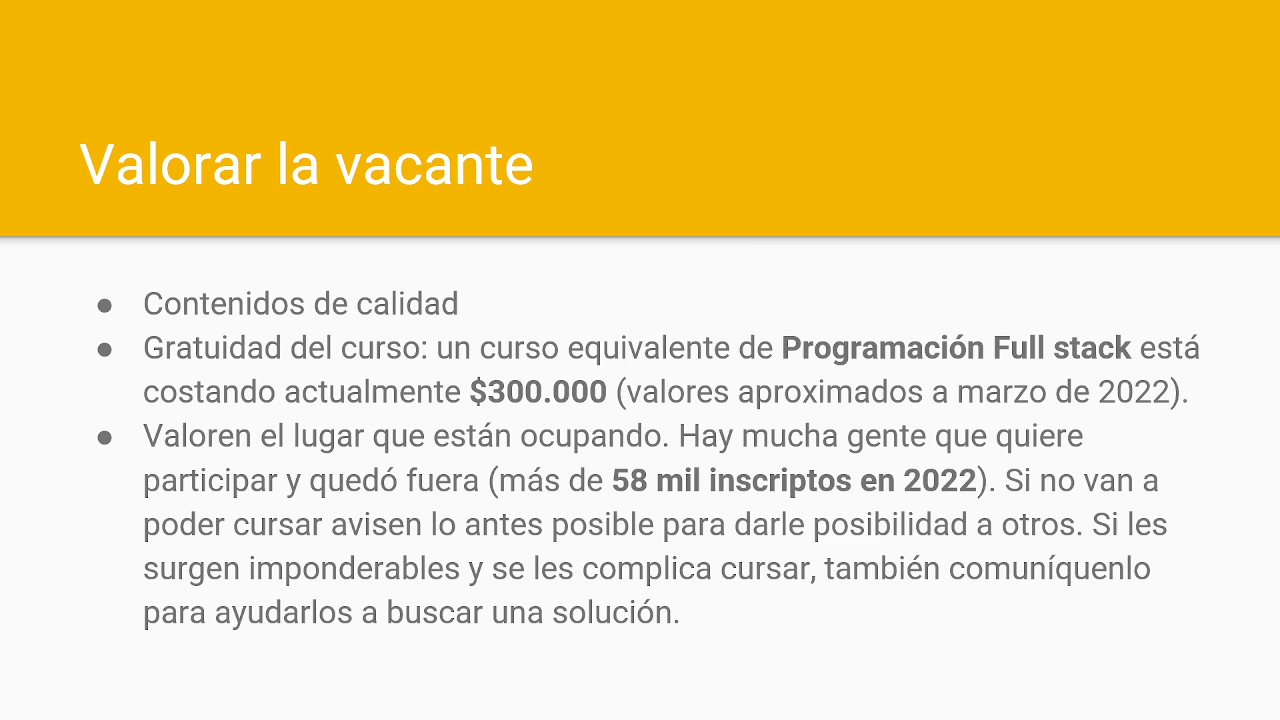 Valorar la vacante
● Contenidos de calidad
● Gratuidad del curso: un curso equivalente de Programación Full stack está
costando actualmente $300.000 (valores aproximados a marzo de 2022).
● Valoren el lugar que están ocupando. Hay mucha gente que quiere
participar y quedó fuera (más de 58 mil inscriptos en 2022). Si no van a
poder cursar avisen lo antes posible para darle posibilidad a otros. Si les
surgen imponderables y se les complica cursar, también comuníquenlo
para ayudarlos a buscar una solución.